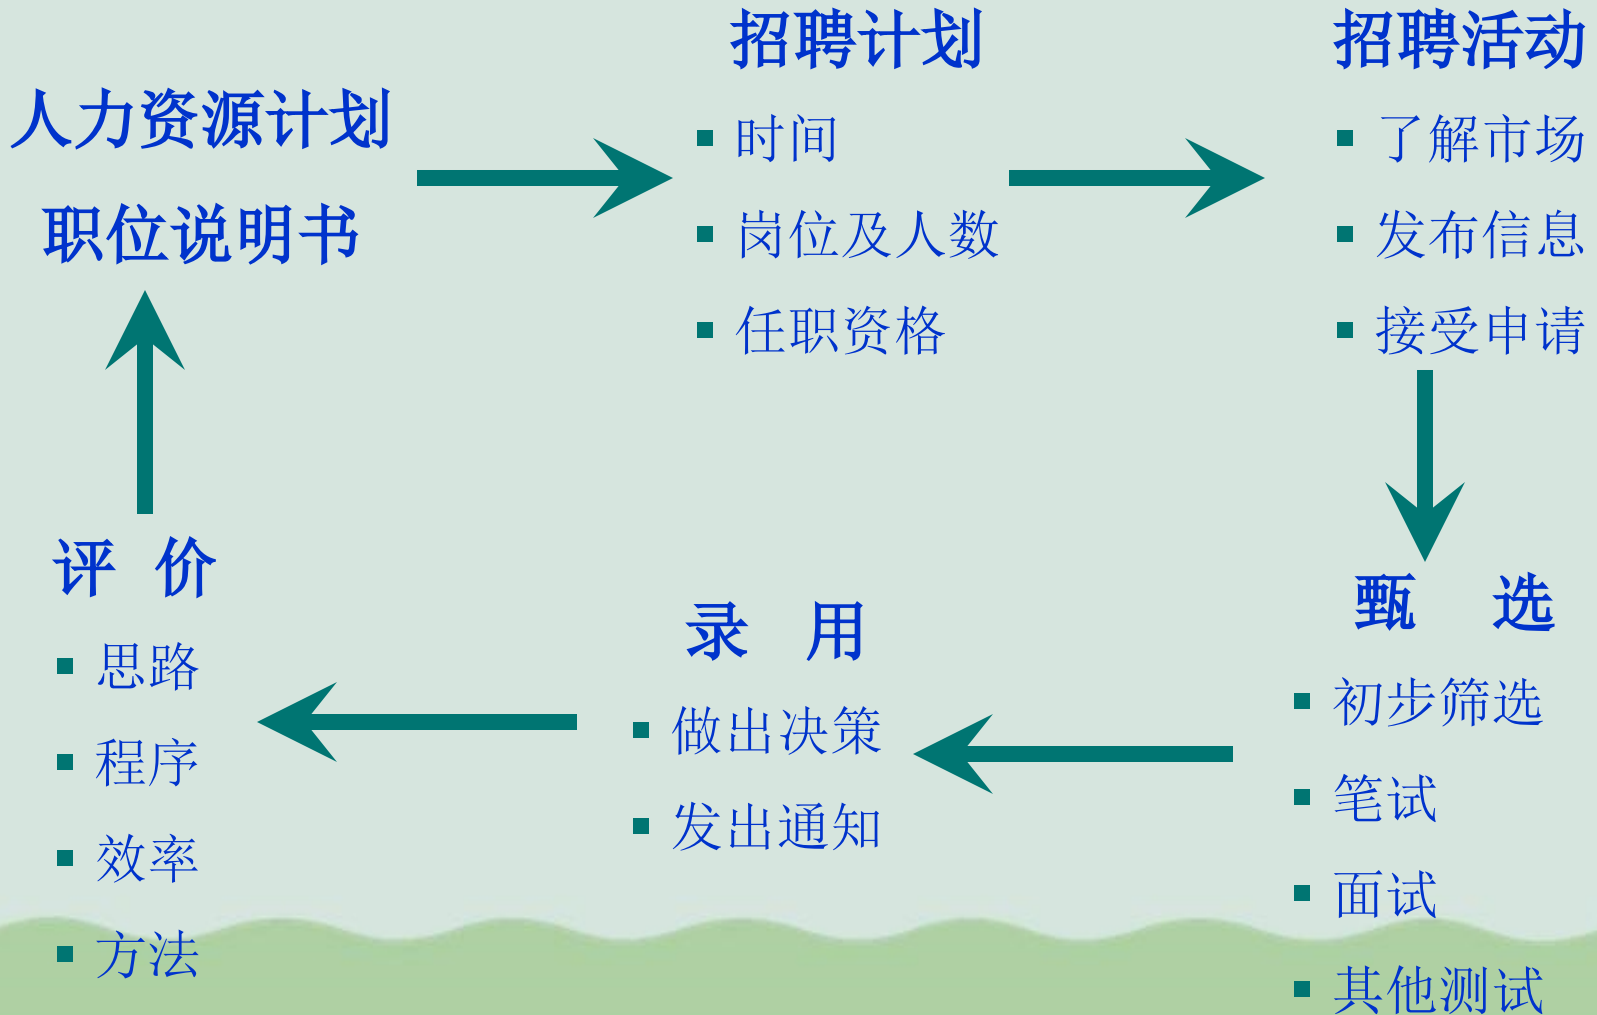 人力资源计划
职位说明书
招聘计划
▪ 时间
▪ 岗位及人数
▪ 任职资格
招聘活动
▪ 了解市场
▪ 发布信息
▪ 接受申请
甄 选
▪ 初步筛选
▪ 笔试
▪ 面试
▪ 其他测试
录 用
▪ 做出决策
▪ 发出通知
评 价
▪ 思路
▪ 程序
▪ 效率
▪ 方法